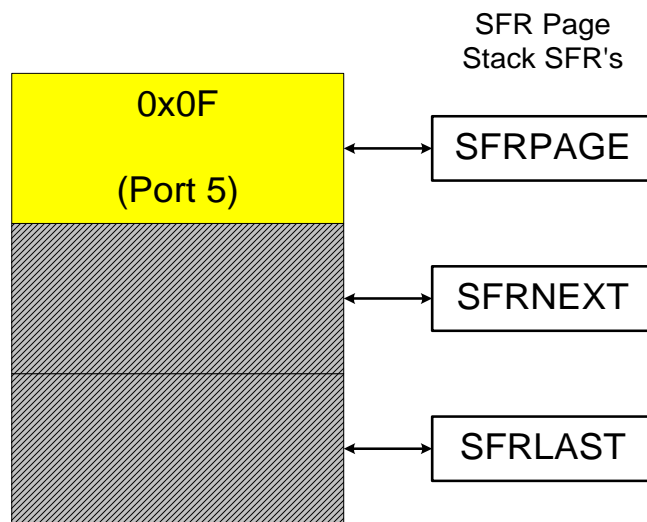 SFR Page
Stack SFR's
0x0F
(Port 5)
SFRPAGE
SFRNEXT
SFRLAST